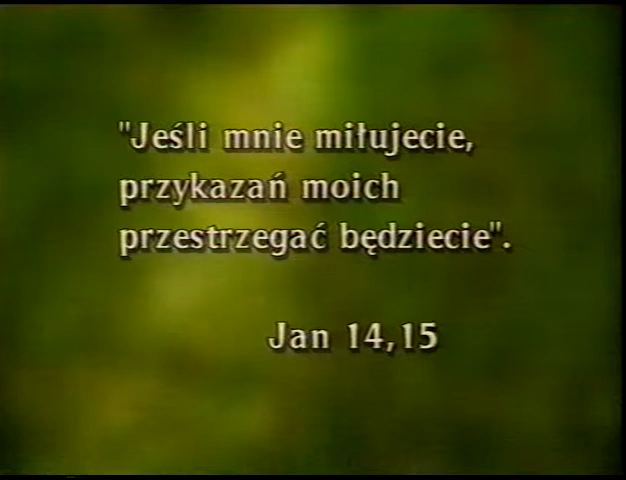 "Jeśli mnie miłujecie,
przykazań moich
przestrzegać będziecie".
Jan 14,15